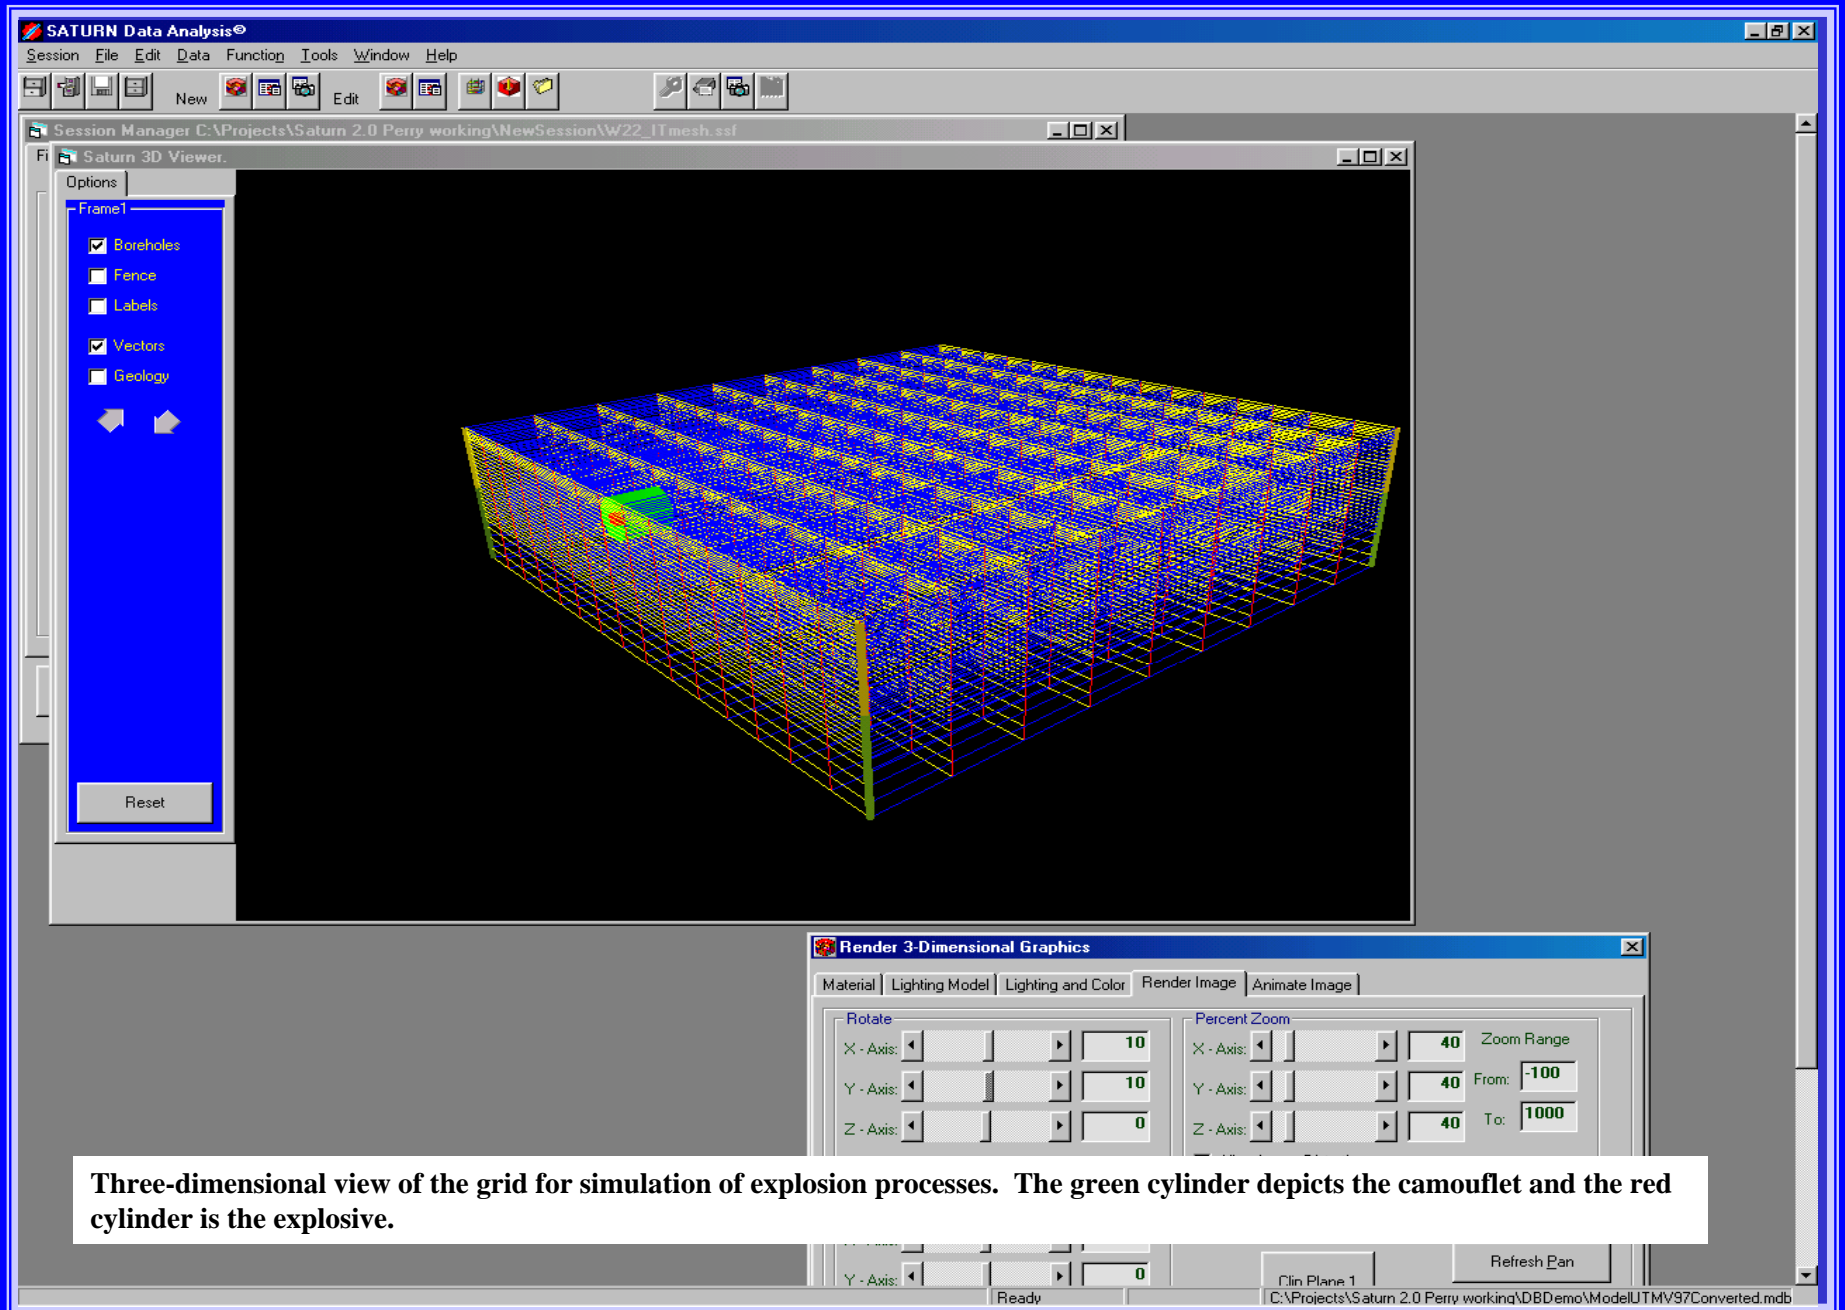 SATURN Data Analysis©
Session File Edit Data Function Tools Window Help
New Edit
Session Manager C:\Projects\Saturn 2.0 Perry working\NewSession\W22_ITmesh.ssf
Fi
Saturn 3D Viewer.
Options
Frame1
Boreholes
Fence
Labels
Vectors
Geology
Reset
Render 3-Dimensional Graphics
Material Lighting Model Lighting and Color Render Image Animate Image
Rotate
X - Axis: 10
Y - Axis: 10
Z - Axis: 0
Percent Zoom
X - Axis: 40
Y - Axis: 40
Z - Axis: 40
Zoom Range
From: -100
To: 1000
Three-dimensional view of the grid for simulation of explosion processes. The green cylinder depicts the camouflet and the red
cylinder is the explosive.
Y - Axis: 0
Clip Plane 1
Refresh Pan
Ready
C:\Projects\Saturn 2.0 Perry working\DBDemo\ModelUTMV97Converted.mdb